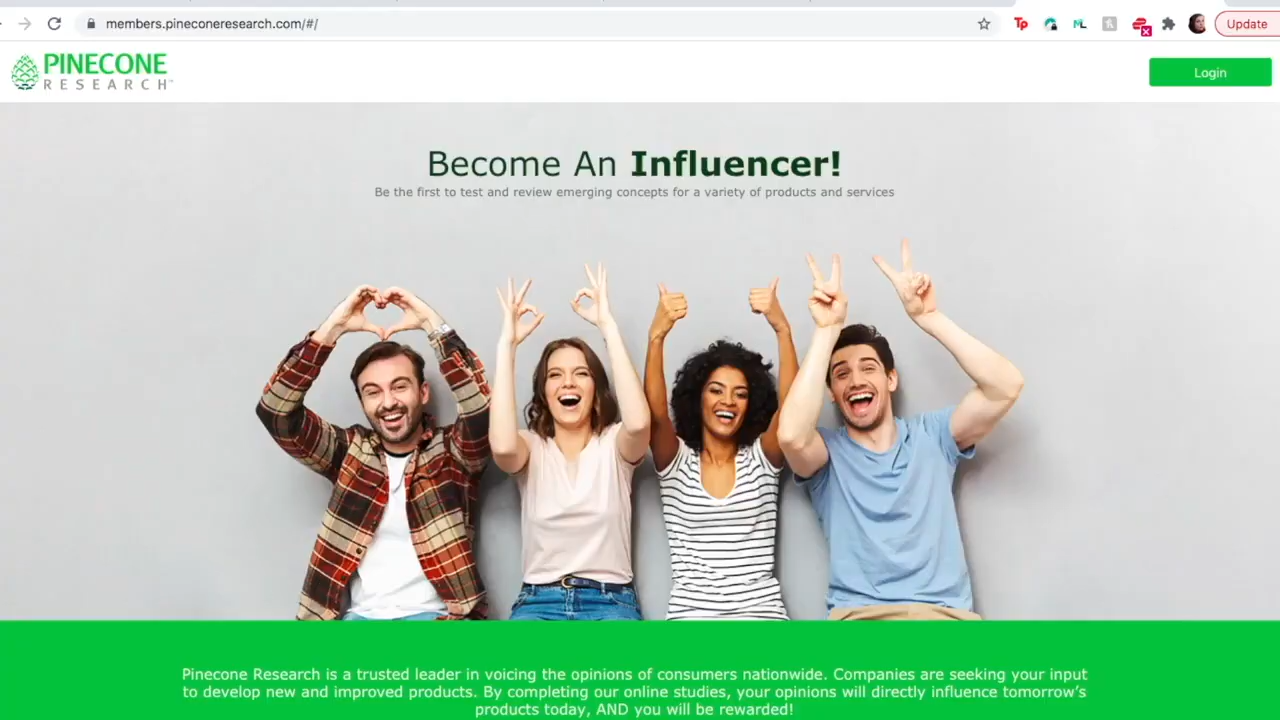 members.pineconeresearch.com/#/
Update
PINECONE
RESEARCH™
Login
Become An Influencer!
Be the first to test and review emerging concepts for a variety of products and services
Pinecone Research is a trusted leader in voicing the opinions of consumers nationwide. Companies are seeking your input
to develop new and improved products. By completing our online studies, your opinions will directly influence tomorrow’s
products today, AND you will be rewarded!